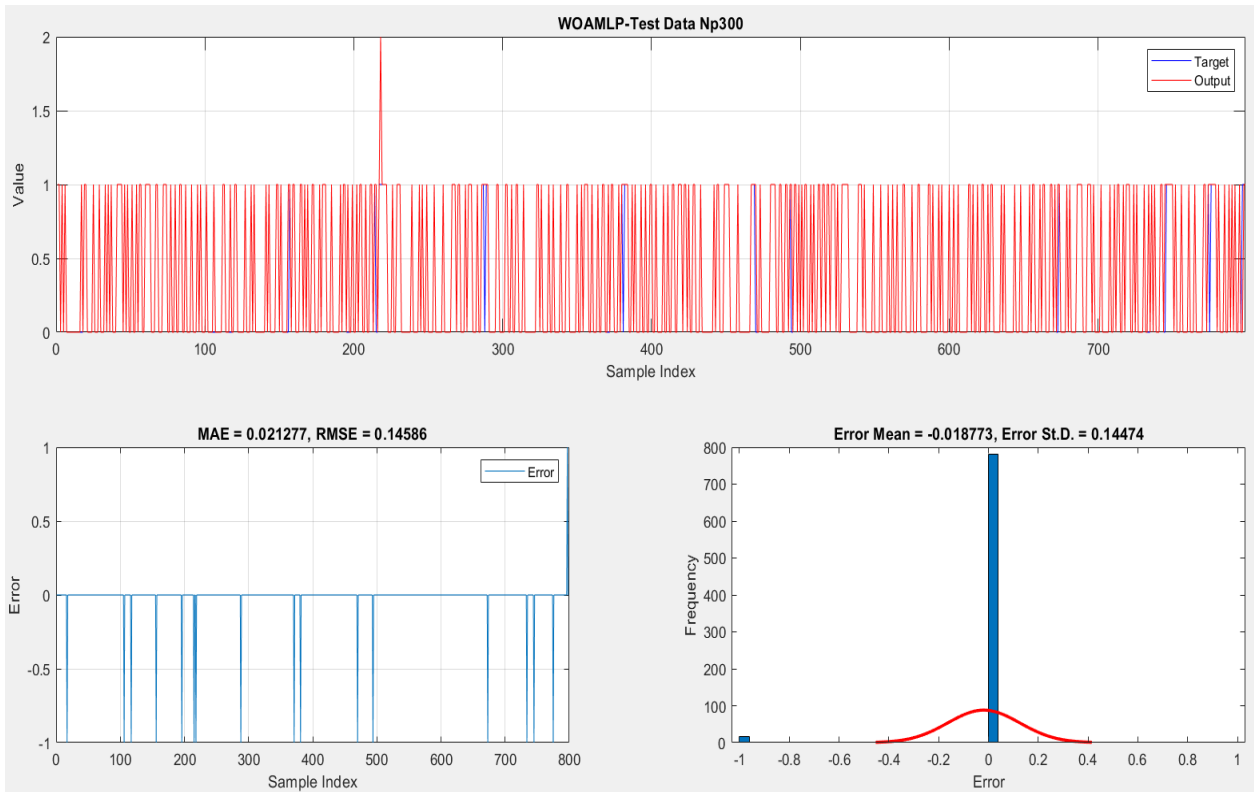 WOAMLP-Test Data Np300
2
1.5
1
0.5
0
Value
Target
Output
0 100 200 300 400 500 600 700
Sample Index
MAE = 0.021277, RMSE = 0.14586
1
0.5
0
-0.5
-1
Error
Error
0 100 200 300 400 500 600 700 800
Sample Index
Error Mean = -0.018773, Error St.D. = 0.14474
800
700
600
500
400
300
200
100
0
Frequency
-1 -0.8 -0.6 -0.4 -0.2 0 0.2 0.4 0.6 0.8 1
Error